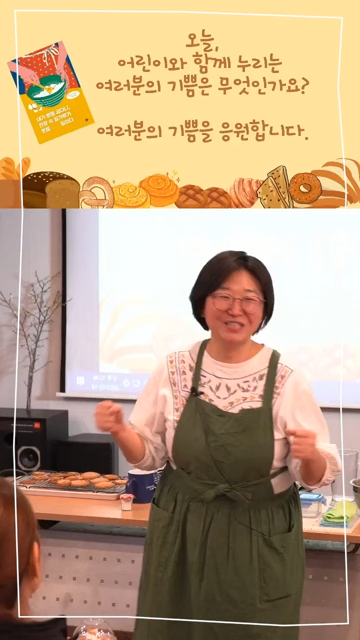 오늘,
어린이와 함께 누리는
여러분의 기쁨은 무엇인가요?
여러분의 기쁨을 응원합니다.